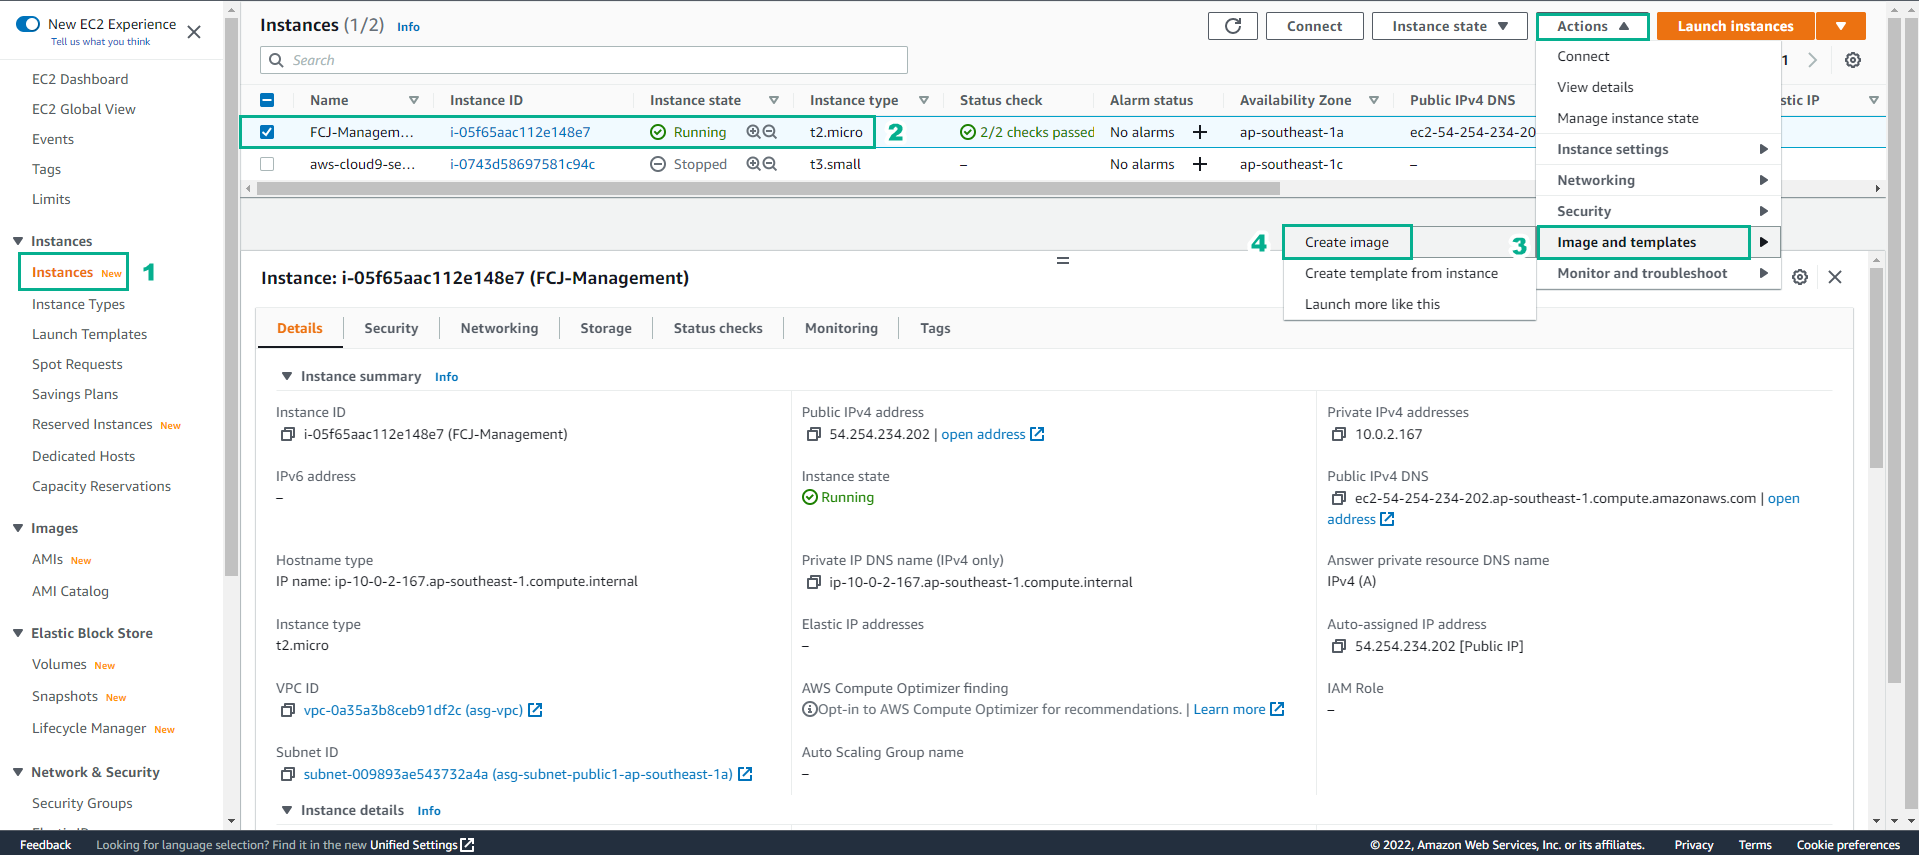 New EC2 Experience
Tell us what you think
EC2 Dashboard
EC2 Global View
Events
Tags
Limits
Instances
Instances New 1
Instance Types
Launch Templates
Spot Requests
Savings Plans
Reserved Instances New
Dedicated Hosts
Capacity Reservations
Images
AMIs New
AMI Catalog
Elastic Block Store
Volumes New
Snapshots New
Lifecycle Manager New
Network & Security
Security Groups
Instances (1/2) Info
Connect Instance state Actions Launch instances
Search
1
Name Instance ID Instance state Instance type Status check Alarm status Availability Zone Public IPv4 DNS stic IP
FCJ-Managem... i-05f65aac112e148e7 Running t2.micro 2 2/2 checks passed No alarms ap-southeast-1a ec2-54-254-234-20
aws-cloud9-se... i-0743d58697581c94c Stopped t3.small – No alarms ap-southeast-1c –
Connect
View details
Manage instance state
Instance settings
Networking
Security
3 Image and templates
Monitor and troubleshoot
4 Create image
Create template from instance
Launch more like this
Instance: i-05f65aac112e148e7 (FCJ-Management)
Details Security Networking Storage Status checks Monitoring Tags
Instance summary Info
Instance ID
i-05f65aac112e148e7 (FCJ-Management)
Public IPv4 address
54.254.234.202 | open address
Private IPv4 addresses
10.0.2.167
IPv6 address
–
Instance state
Running
Public IPv4 DNS
ec2-54-254-234-202.ap-southeast-1.compute.amazonaws.com | open
address
Hostname type
IP name: ip-10-0-2-167.ap-southeast-1.compute.internal
Private IP DNS name (IPv4 only)
ip-10-0-2-167.ap-southeast-1.compute.internal
Answer private resource DNS name
IPv4 (A)
Instance type
t2.micro
Elastic IP addresses
–
Auto-assigned IP address
54.254.234.202 [Public IP]
VPC ID
vpc-0a35a3b8ceb91df2c (asg-vpc)
AWS Compute Optimizer finding
Opt-in to AWS Compute Optimizer for recommendations. | Learn more
IAM Role
–
Subnet ID
subnet-009893ae543732a4a (asg-subnet-public1-ap-southeast-1a)
Auto Scaling Group name
–
Instance details Info
Feedback Looking for language selection? Find it in the new Unified Settings © 2022, Amazon Web Services, Inc. or its affiliates. Privacy Terms Cookie preferences